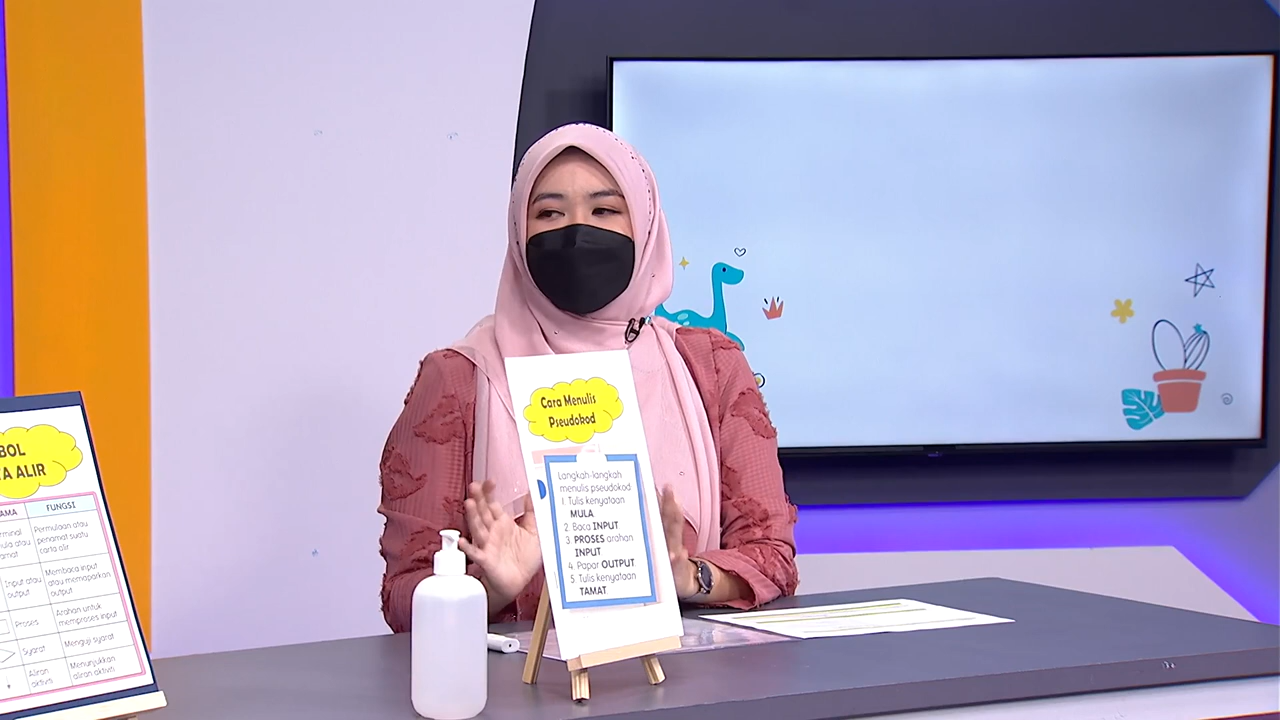 BOL
A ALIR
AMA FUNGSI
Permulaan atau
penamat suatu
carta alir
Input atau
output
Membaca input
atau memaparkan
output
Proses
Arahan untuk
memproses input
Syarat
Menguji syarat
Aliran
aktiviti
Menunjukkan
aliran aktiviti
Cara Menulis
Pseudokod
Langkah-langkah
menulis pseudokod
1. Tulis kenyataan
MULA
2. Baca INPUT
3. PROSES arahan
INPUT
4. Papar OUTPUT
5. Tulis kenyataan
TAMAT